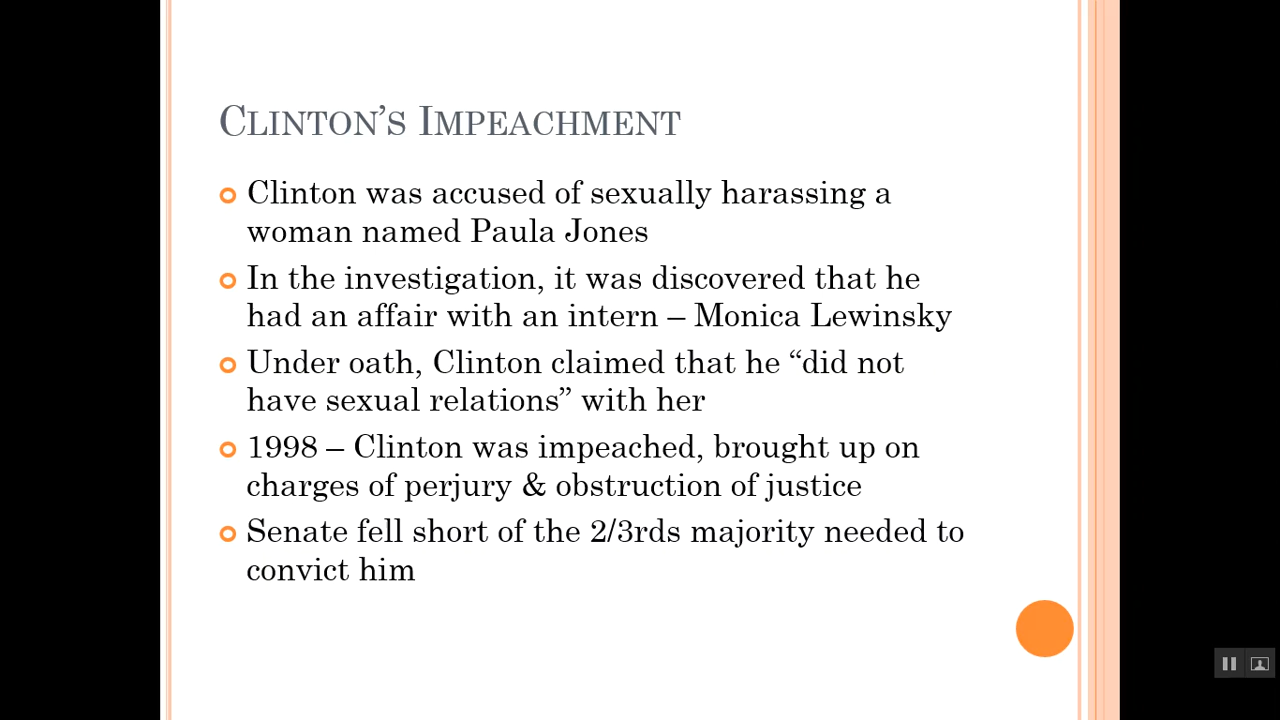 CLINTON'S IMPEACHMENT
Clinton was accused of sexually harassing a
woman named Paula Jones
In the investigation, it was discovered that he
had an affair with an intern – Monica Lewinsky
Under oath, Clinton claimed that he “did not
have sexual relations” with her
1998 – Clinton was impeached, brought up on
charges of perjury & obstruction of justice
Senate fell short of the 2/3rds majority needed to
convict him